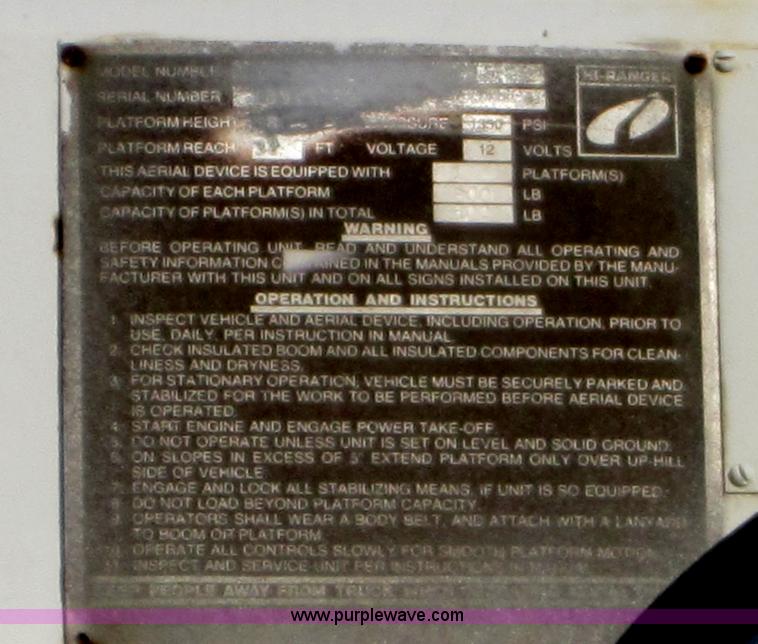 MODEL NUMBER
HI-RANGER
SERIAL NUMBER
PLATFORM HEIGHT PRESSURE PSI
PLATFORM REACH FT VOLTAGE 12 VOLTS
THIS AERIAL DEVICE IS EQUIPPED WITH PLATFORM(S)
CAPACITY OF EACH PLATFORM LB
CAPACITY OF PLATFORM(S) IN TOTAL LB
WARNING
BEFORE OPERATING UNIT, READ AND UNDERSTAND ALL OPERATING AND
SAFETY INFORMATION CONTAINED IN THE MANUALS PROVIDED BY THE MANU-
FACTURER WITH THIS UNIT AND ON ALL SIGNS INSTALLED ON THIS UNIT.
OPERATION AND INSTRUCTIONS
1. INSPECT VEHICLE AND AERIAL DEVICE, INCLUDING OPERATION, PRIOR TO
USE, DAILY, PER INSTRUCTION IN MANUAL
2. CHECK INSULATED BOOM AND ALL INSULATED COMPONENTS FOR CLEAN-
LINESS AND DRYNESS.
3. FOR STATIONARY OPERATION, VEHICLE MUST BE SECURELY PARKED AND
STABILIZED FOR THE WORK TO BE PERFORMED BEFORE AERIAL DEVICE
IS OPERATED.
4. START ENGINE AND ENGAGE POWER TAKE-OFF.
5. DO NOT OPERATE UNLESS UNIT IS SET ON LEVEL AND SOLID GROUND.
6. ON SLOPES IN EXCESS OF 5° EXTEND PLATFORM ONLY OVER UP-HILL
SIDE OF VEHICLE.
7. ENGAGE AND LOCK ALL STABILIZING MEANS, IF UNIT IS SO EQUIPPED.
8. DO NOT LOAD BEYOND PLATFORM CAPACITY.
9. OPERATORS SHALL WEAR A BODY BELT, AND ATTACH WITH A LANYARD
TO BOOM OR PLATFORM.
10. OPERATE ALL CONTROLS SLOWLY FOR SMOOTH PLATFORM MOTION.
11. INSPECT AND SERVICE UNIT PER INSTRUCTIONS IN MANUAL
KEEP PEOPLE AWAY FROM TRUCK
www.purplewave.com